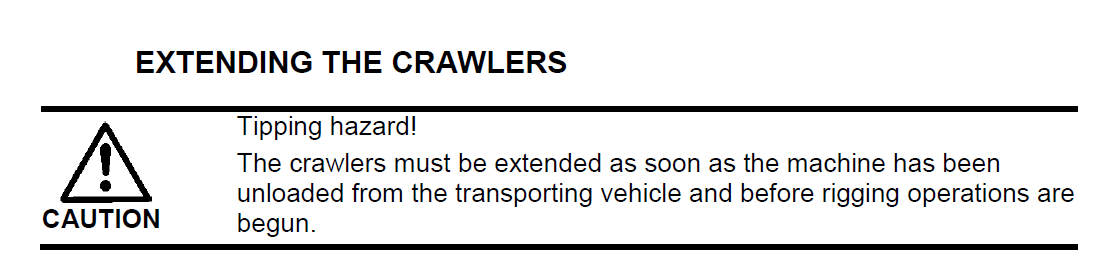 EXTENDING THE CRAWLERS
Tipping hazard!
The crawlers must be extended as soon as the machine has been
unloaded from the transporting vehicle and before rigging operations are
begun.
CAUTION